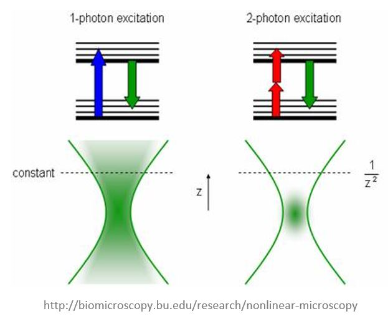 1-photon excitation
2-photon excitation
constant
z
1
z²
http://biomicroscopy.bu.edu/research/nonlinear-microscopy